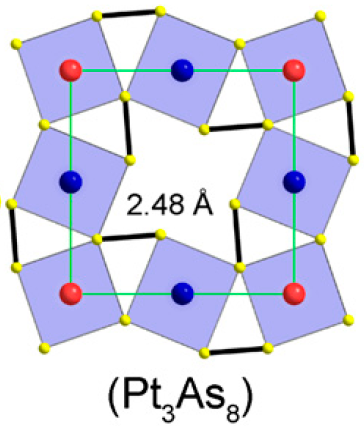 2.48 Å
(Pt₃As₈)